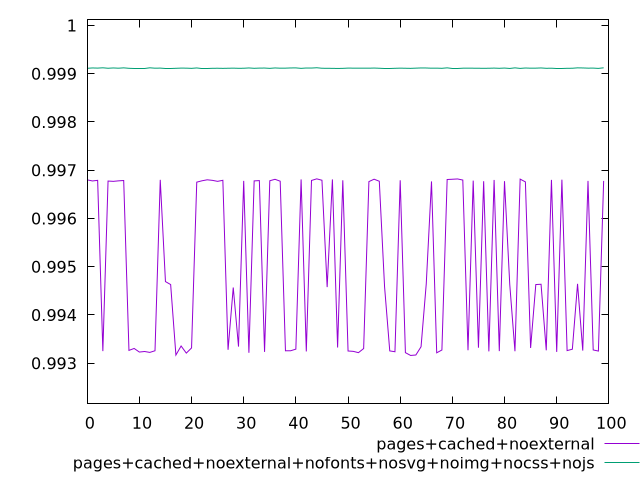 1
0.999
0.998
0.997
0.996
0.995
0.994
0.993
0 10 20 30 40 50 60 70 80 90 100
pages+cached+noexternal
pages+cached+noexternal+nofonts+nosvg+noimg+nocss+nojs